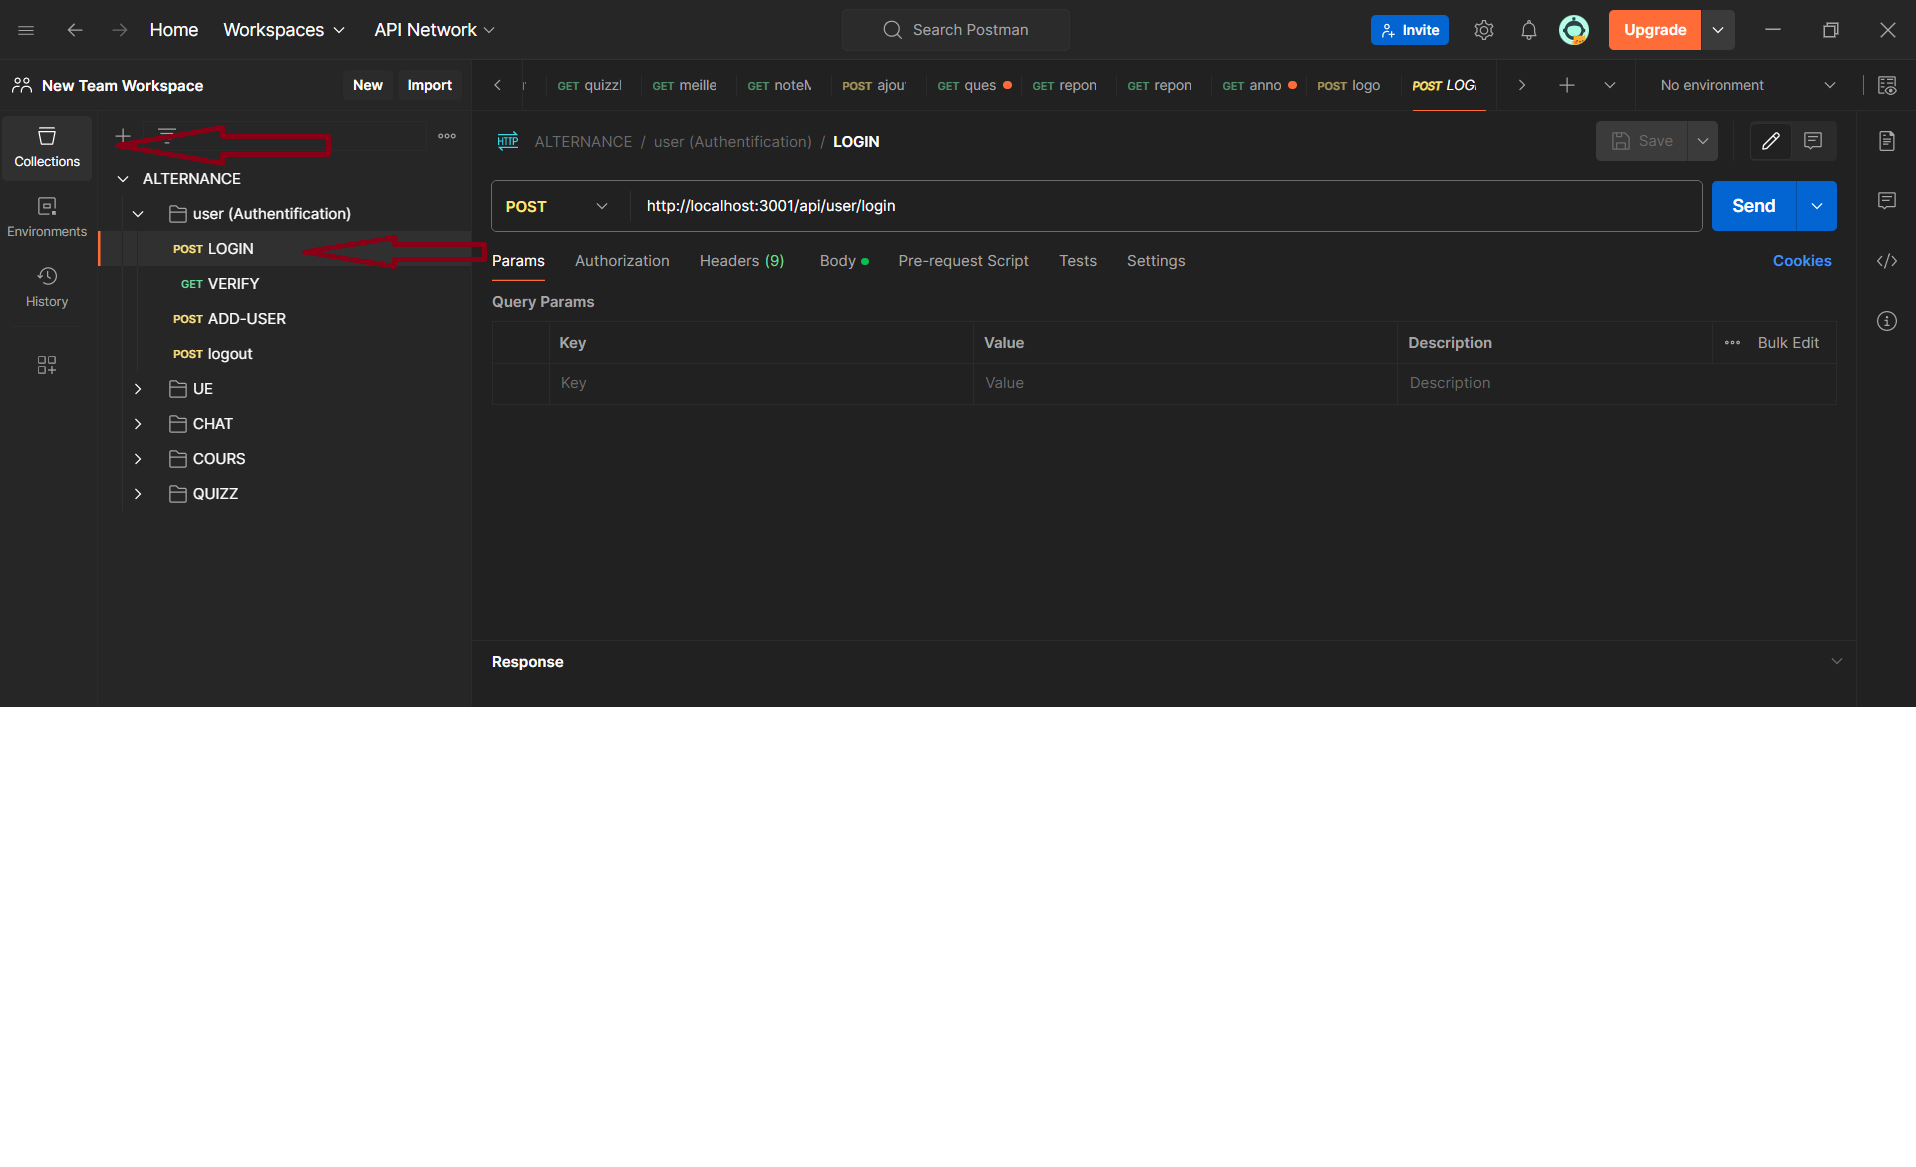 Home Workspaces API Network Search Postman Invite Upgrade
New Team Workspace New Import GET quizzl GET meille GET noteM POST ajou GET ques GET repon GET repon GET anno POST logo POST LOG No environment
Collections
Environments
History
ALTERNANCE
user (Authentification)
POST LOGIN
GET VERIFY
POST ADD-USER
POST logout
UE
CHAT
COURS
QUIZZ
HTTP ALTERNANCE / user (Authentification) / LOGIN Save
POST http://localhost:3001/api/user/login Send
Params Authorization Headers (9) Body Pre-request Script Tests Settings Cookies
Query Params
Key Value Description Bulk Edit
Key Value Description
Response